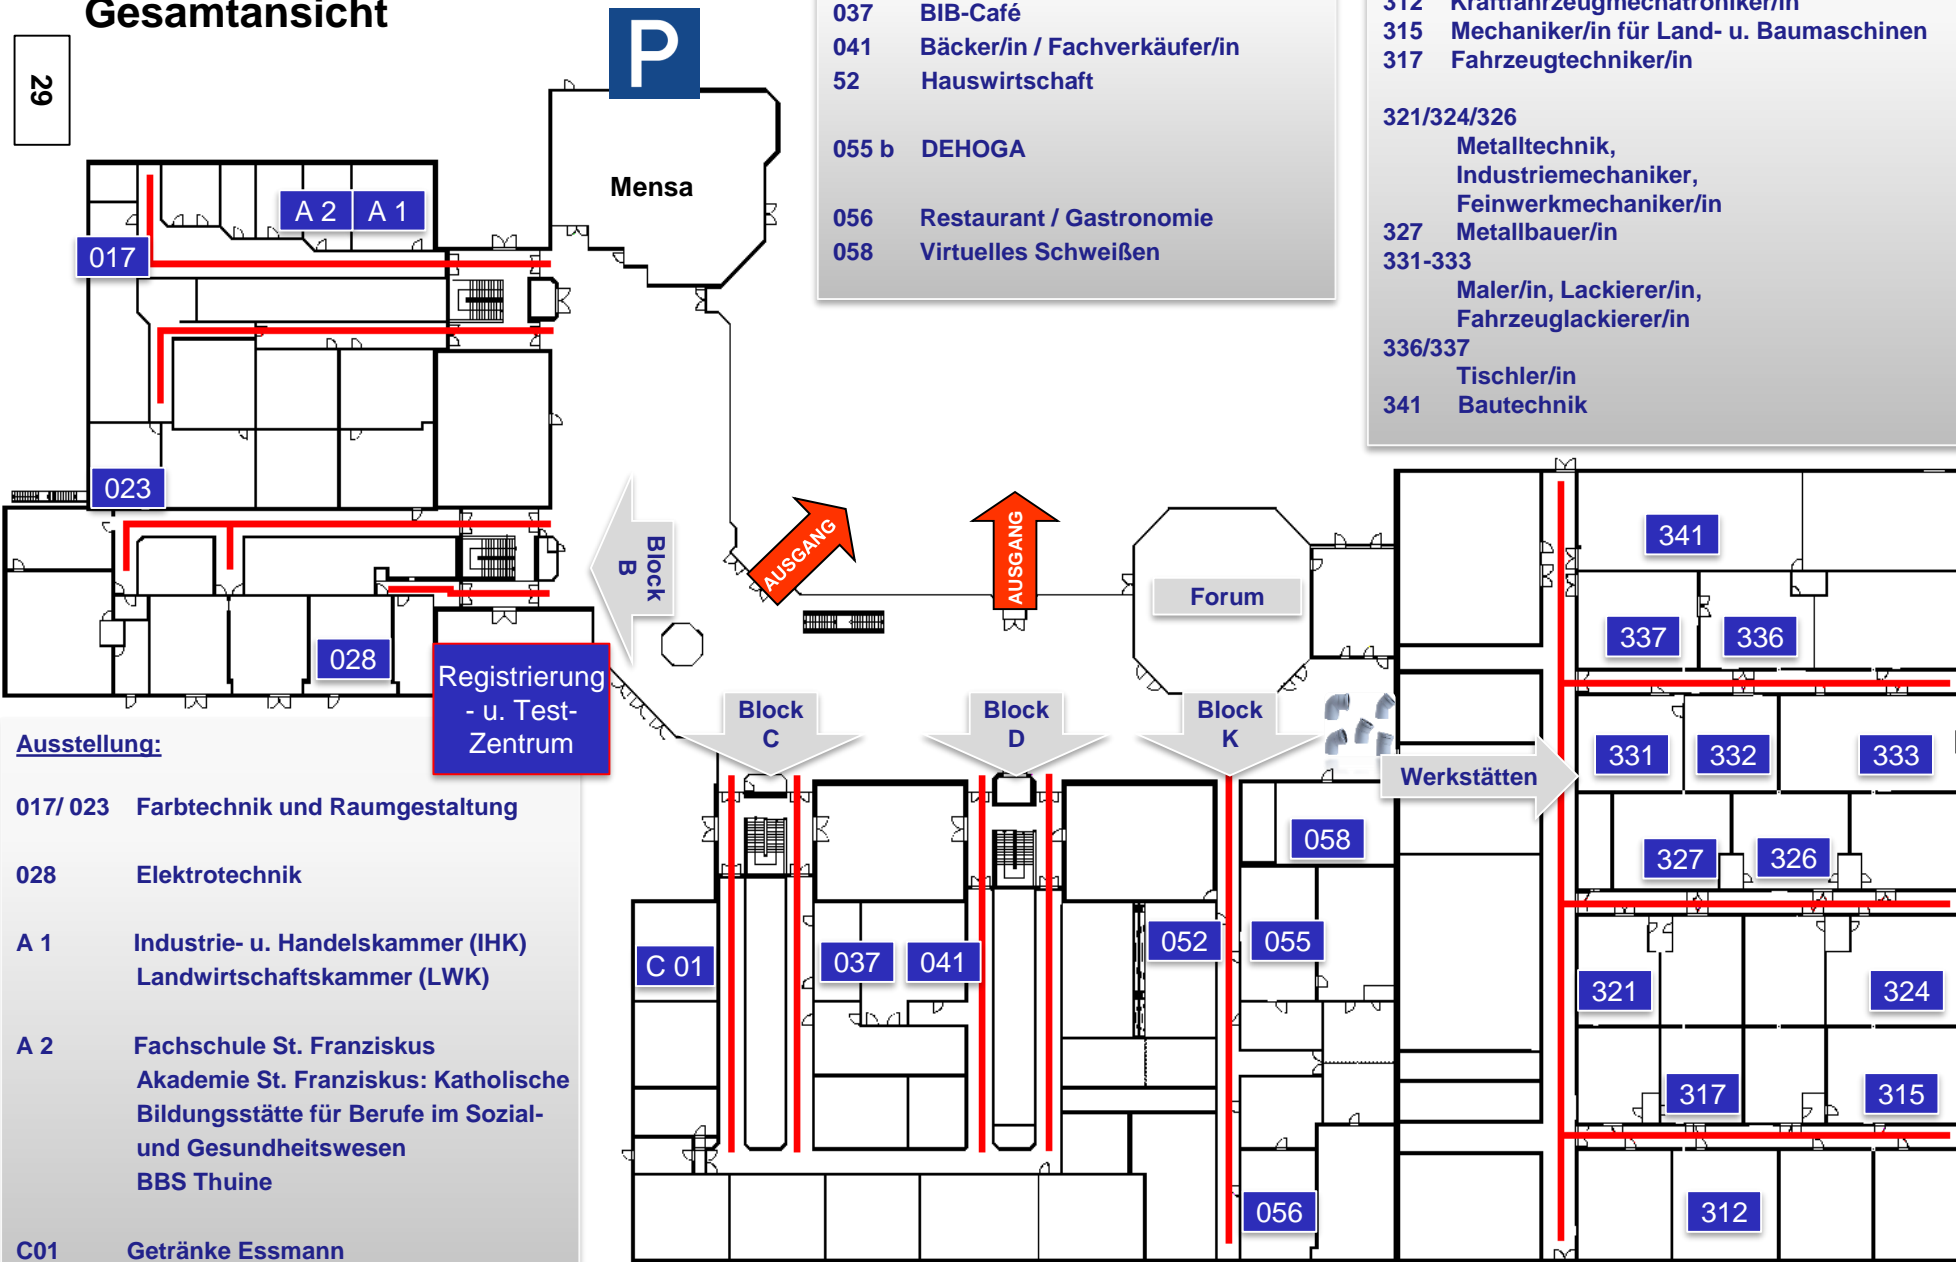 Gesamtansicht
29
P
037 BIB-Café
041 Bäcker/in / Fachverkäufer/in
52 Hauswirtschaft
055 b DEHOGA
056 Restaurant / Gastronomie
058 Virtuelles Schweißen
312 Kraftfahrzeugmechatroniker/in
315 Mechaniker/in für Land- u. Baumaschinen
317 Fahrzeugtechniker/in
321/324/326
Metalltechnik,
Industriemechaniker,
Feinwerkmechaniker/in
327 Metallbauer/in
331-333
Maler/in, Lackierer/in,
Fahrzeuglackierer/in
336/337
Tischler/in
341 Bautechnik
Mensa
A 2
A 1
017
023
028
Block
B
AUSGANG
AUSGANG
Forum
Registrierung
- u. Test-
Zentrum
Block
C
Block
D
Block
K
Werkstätten
341
337
336
331
332
333
327
326
321
324
317
315
312
058
052
055
056
C 01
037
041
Ausstellung:
017/ 023 Farbtechnik und Raumgestaltung
028 Elektrotechnik
A 1 Industrie- u. Handelskammer (IHK)
Landwirtschaftskammer (LWK)
A 2 Fachschule St. Franziskus
Akademie St. Franziskus: Katholische
Bildungsstätte für Berufe im Sozial-
und Gesundheitswesen
BBS Thuine
C01 Getränke Essmann